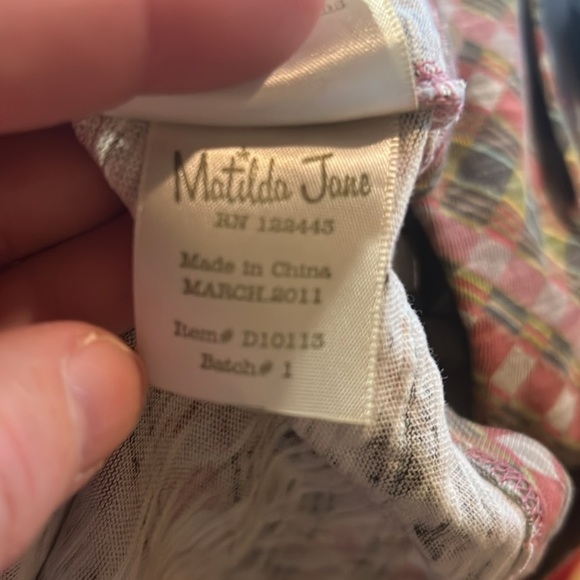 Matilda Jane
RN 122443
Made in China
MARCH.2011
Item# D10113
Batch# 1